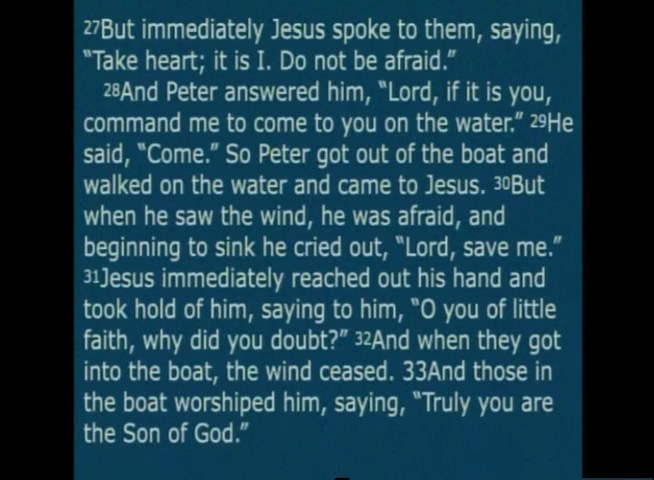 27But immediately Jesus spoke to them, saying,
“Take heart; it is I. Do not be afraid.”
28And Peter answered him, “Lord, if it is you,
command me to come to you on the water.” 29He
said, “Come.” So Peter got out of the boat and
walked on the water and came to Jesus. 30But
when he saw the wind, he was afraid, and
beginning to sink he cried out, “Lord, save me.”
31Jesus immediately reached out his hand and
took hold of him, saying to him, “O you of little
faith, why did you doubt?” 32And when they got
into the boat, the wind ceased. 33And those in
the boat worshiped him, saying, “Truly you are
the Son of God.”